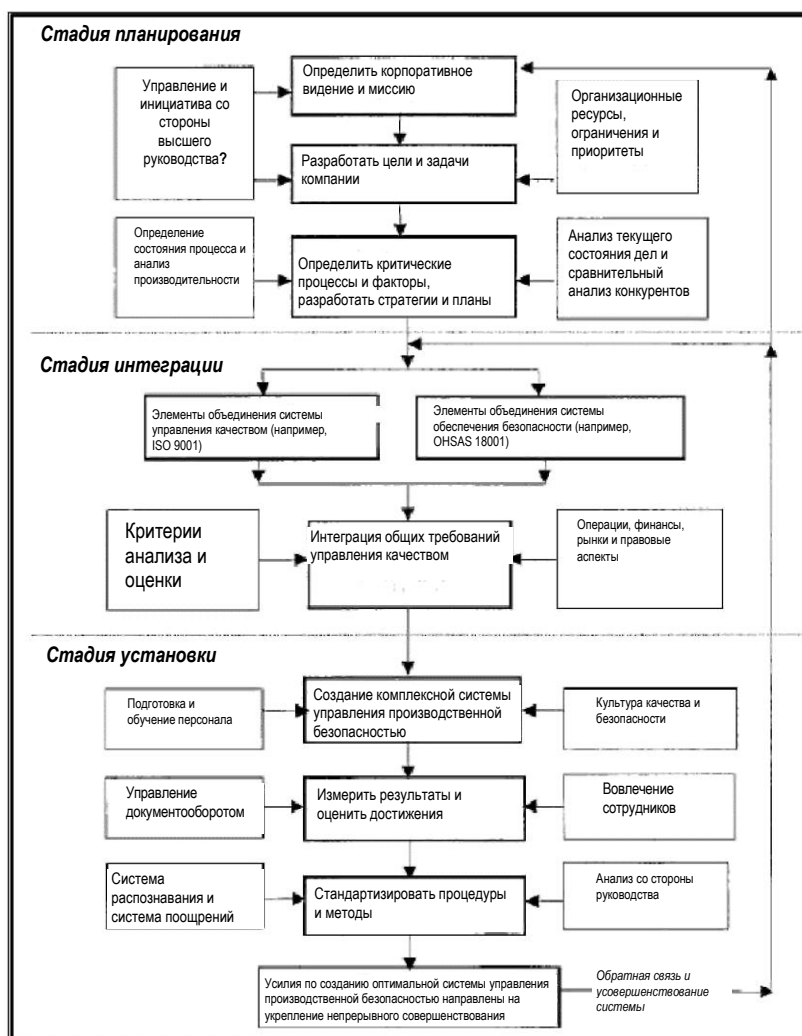 Стадия планирования
Определить корпоративное
видение и миссию
Управление и
инициатива со
стороны
высшего
руководства?
Организационные
ресурсы,
ограничения и
приоритеты
Разработать цели и задачи
компании
Определение
состояния процесса и
анализ
производительности
Определить критические
процессы и факторы,
разработать стратегии и планы
Анализ текущего
состояния дел и
сравнительный
анализ конкурентов
Стадия интеграции
Элементы объединения системы
управления качеством (например,
ISO 9001)
Элементы объединения системы
обеспечения безопасности (например,
OHSAS 18001)
Критерии
анализа и
оценки
Интеграция общих требований
управления качеством
Операции, финансы,
рынки и правовые
аспекты
Стадия установки
Подготовка и
обучение персонала
Создание комплексной системы
управления производственной
безопасностью
Культура качества и
безопасности
Управление
документооборотом
Измерить результаты и
оценить достижения
Вовлечение
сотрудников
Система
распознавания и
система поощрений
Стандартизировать процедуры
и методы
Анализ со стороны
руководства
Усилия по созданию оптимальной системы управления
производственной безопасностью направлены на
укрепление непрерывного совершенствования
Обратная связь и
усовершенствование
системы